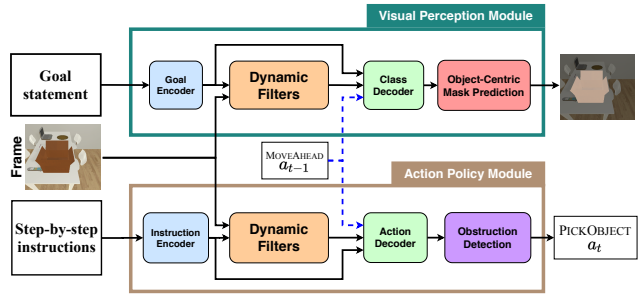 Visual Perception Module
Goal
statement
Goal
Encoder
Dynamic
Filters
Class
Decoder
Object-Centric
Mask Prediction
Frame
MOVEAHEAD
a_{t−1}
Action Policy Module
Step-by-step
instructions
Instruction
Encoder
Dynamic
Filters
Action
Decoder
Obstruction
Detection
PICKOBJECT
a_t